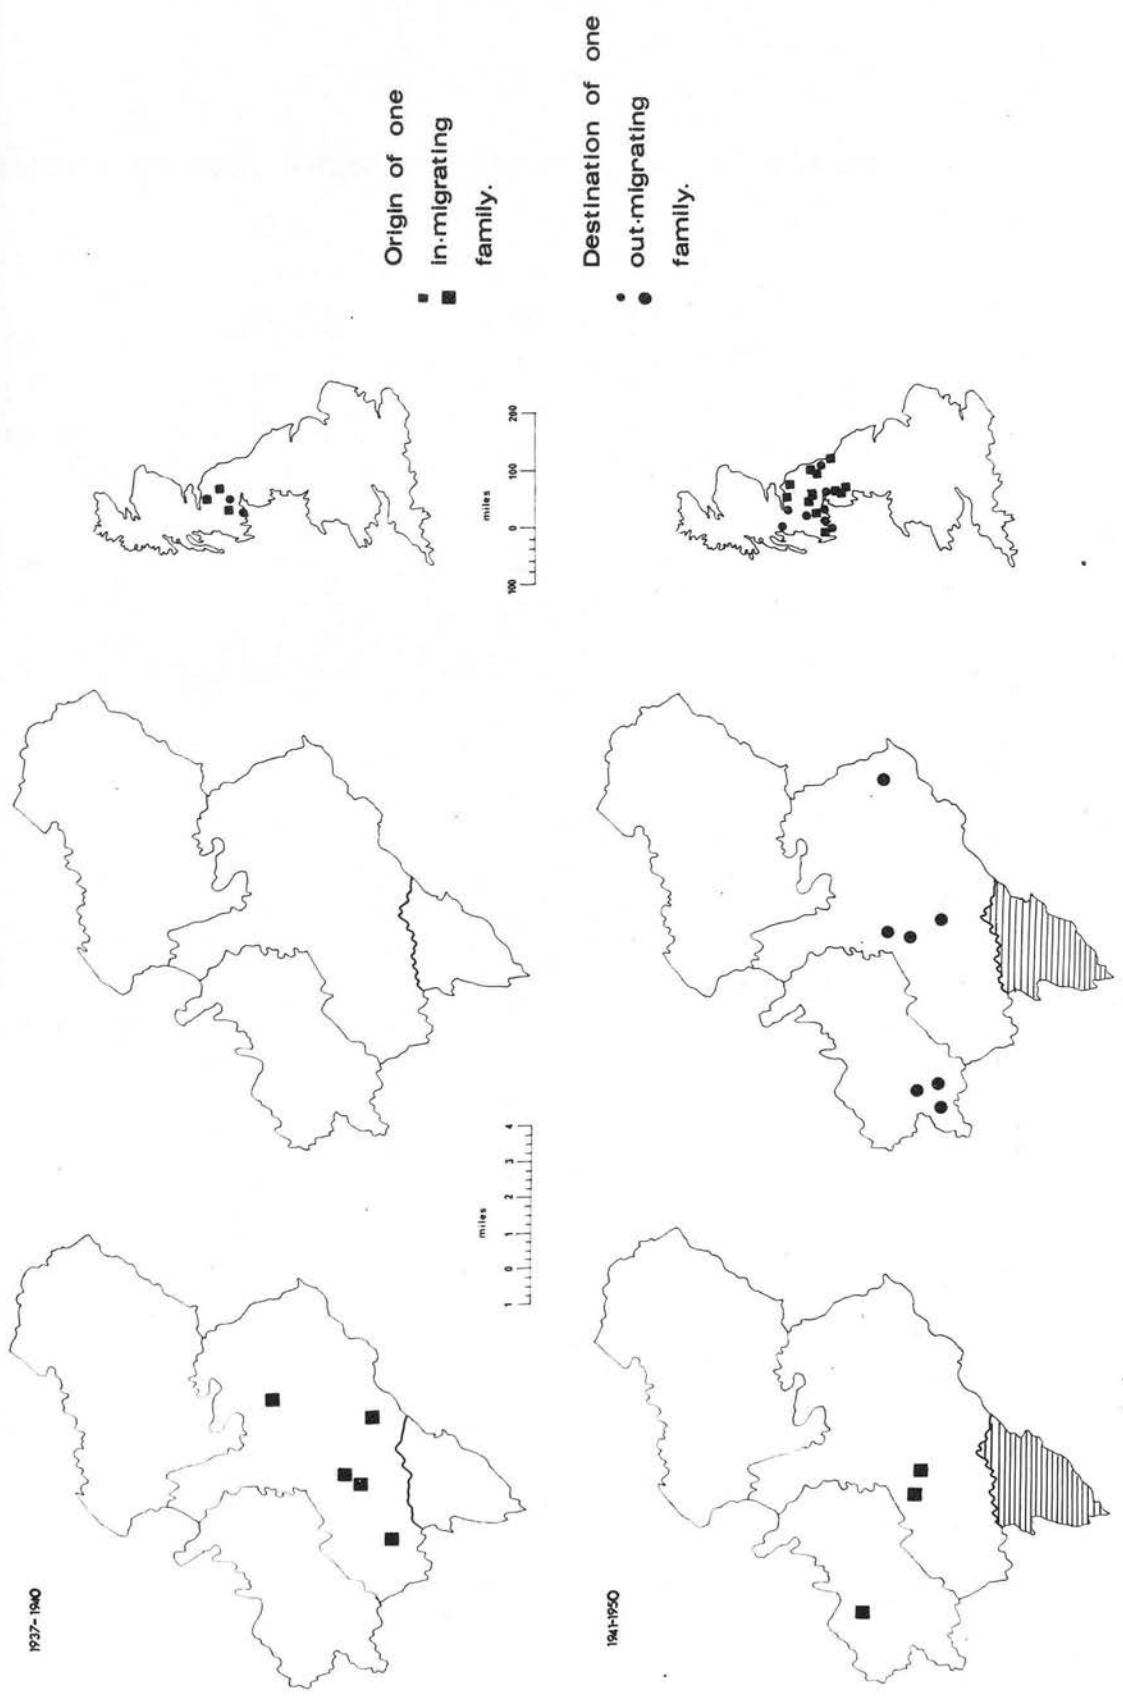 1937-1940
1 0 1 2 3 4
miles
100 0 100 200
miles
Origin of one
in-migrating
family.
1941-1950
Destination of one
out-migrating
family.